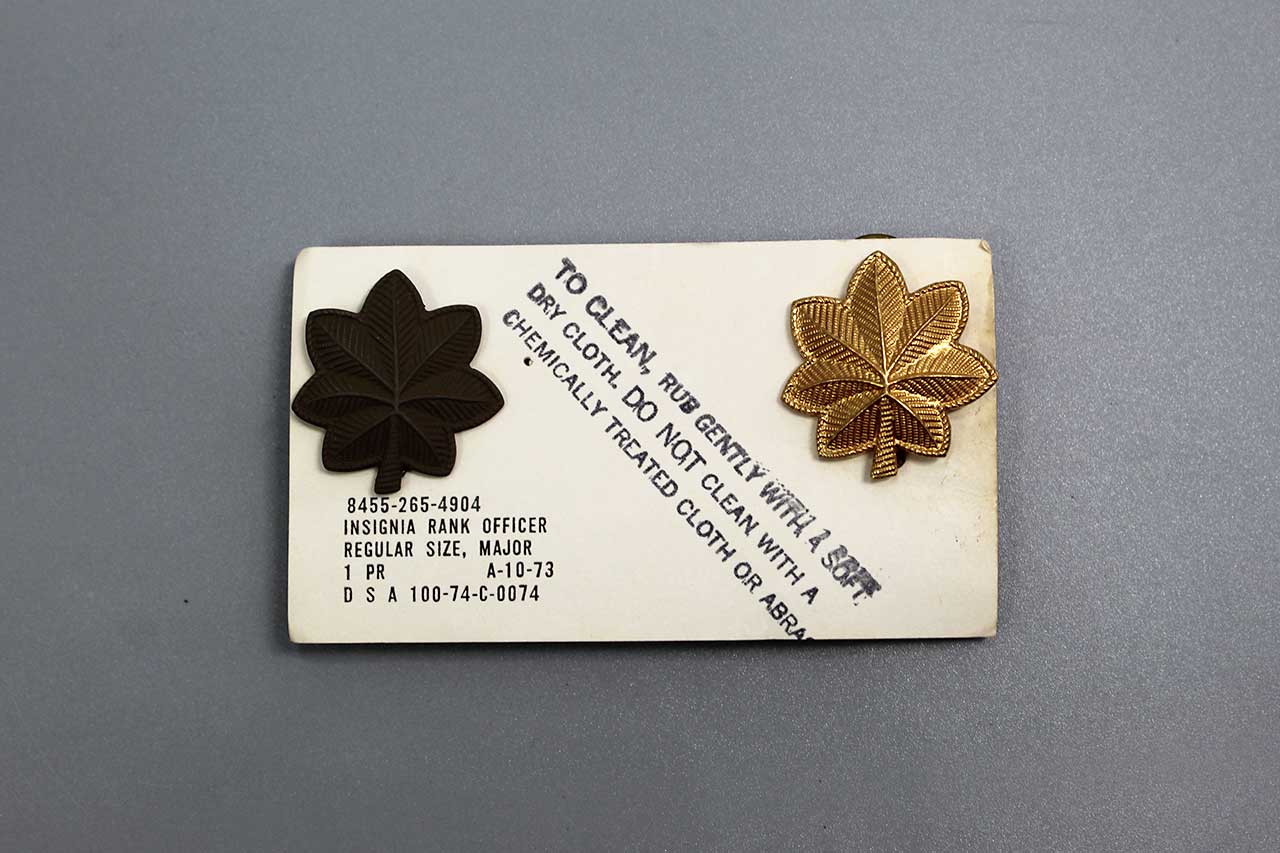 TO CLEAN, RUB GENTLY WITH A SOFT
DRY CLOTH. DO NOT CLEAN WITH A
CHEMICALLY TREATED CLOTH OR ABRAS
8455-265-4904
INSIGNIA RANK OFFICER
REGULAR SIZE, MAJOR
1 PR A-10-73
D S A 100-74-C-0074